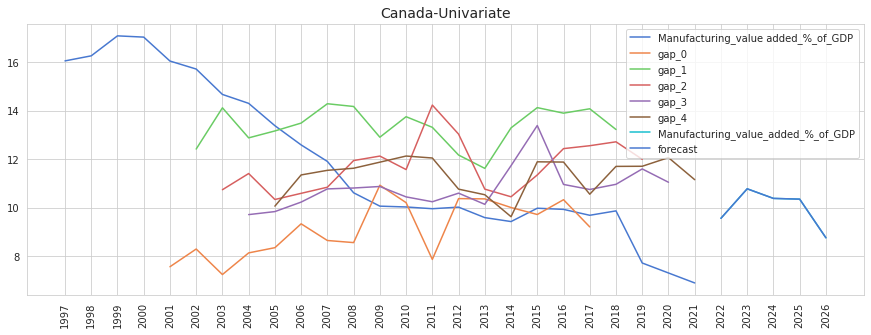 Canada-Univariate
Manufacturing_value added_%_of_GDP
gap_0
gap_1
gap_2
gap_3
gap_4
Manufacturing_value_added_%_of_GDP
forecast
16
14
12
10
8
1997 1998 1999 2000 2001 2002 2003 2004 2005 2006 2007 2008 2009 2010 2011 2012 2013 2014 2015 2016 2017 2018 2019 2020 2021 2022 2023 2024 2025 2026